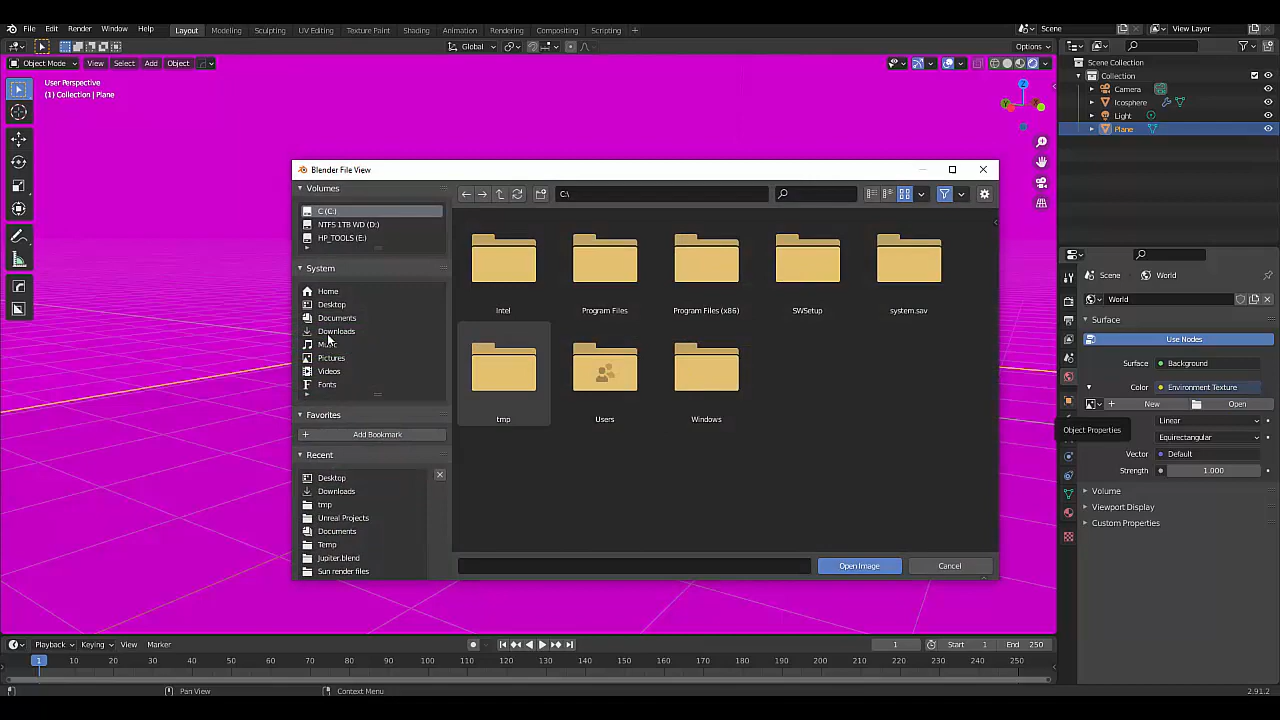 File Edit Render Window Help Layout Modeling Sculpting UV Editing Texture Paint Shading Animation Rendering Compositing Scripting + Scene View Layer
Global Options
Object Mode View Select Add Object
User Perspective
(1) Collection | Plane
Scene Collection
Collection
Camera
Icosphere
Light
Plane
Blender File View
Volumes
C (C:)
NTFS 1TB WD (D:)
HP_TOOLS (E:)
System
Home
Desktop
Documents
Downloads
Music
Pictures
Videos
Fonts
Favorites
Add Bookmark
Recent
Desktop
Downloads
tmp
Unreal Projects
Documents
Temp
Jupiter.blend
Sun render files
C:\
Intel Program Files Program Files (x86) SWSetup system.sav
tmp Users Windows
Open Image Cancel
Scene World
World
Surface
Use Nodes
Surface Background
Color Environment Texture
New Open
Object Properties
Linear
Equirectangular
Vector Default
Strength 1.000
Volume
Viewport Display
Custom Properties
Playback Keying View Marker 1 Start 1 End 250
1 10 20 30 40 50 60 70 80 90 100 110 120 130 140 150 160 170 180 190 200 210 220 230 240 250
Pan View Context Menu 2.91.2